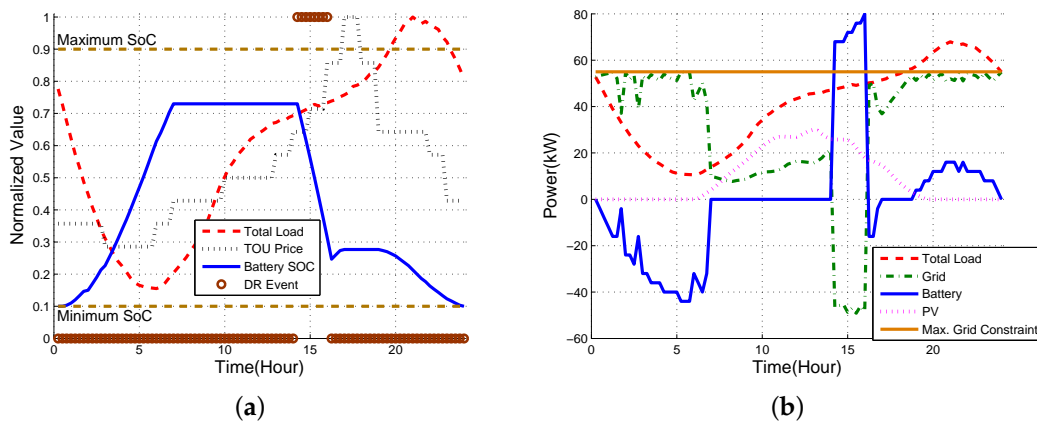 1
0.9
0.8
0.7
0.6
0.5
0.4
0.3
0.2
0.1
0
Normalized Value
Maximum SoC
Minimum SoC
Total Load
TOU Price
Battery SOC
DR Event
0 5 10 15 20
Time(Hour)
(a)
80
60
40
20
0
−20
−40
−60
Power(kW)
Total Load
Grid
Battery
PV
Max. Grid Constraint
0 5 10 15 20
Time(Hour)
(b)